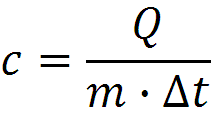 c = Q / (m · Δt)